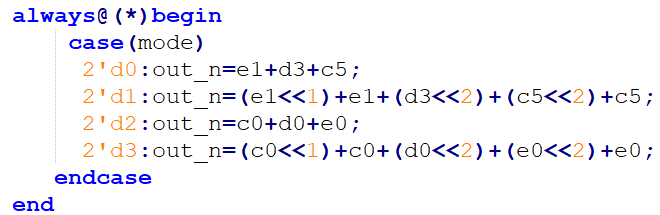 always@(*)begin
case(mode)
2'd0:out_n=e1+d3+c5;
2'd1:out_n=(e1<<1)+e1+(d3<<2)+(c5<<2)+c5;
2'd2:out_n=c0+d0+e0;
2'd3:out_n=(c0<<1)+c0+(d0<<2)+(e0<<2)+e0;
endcase
end